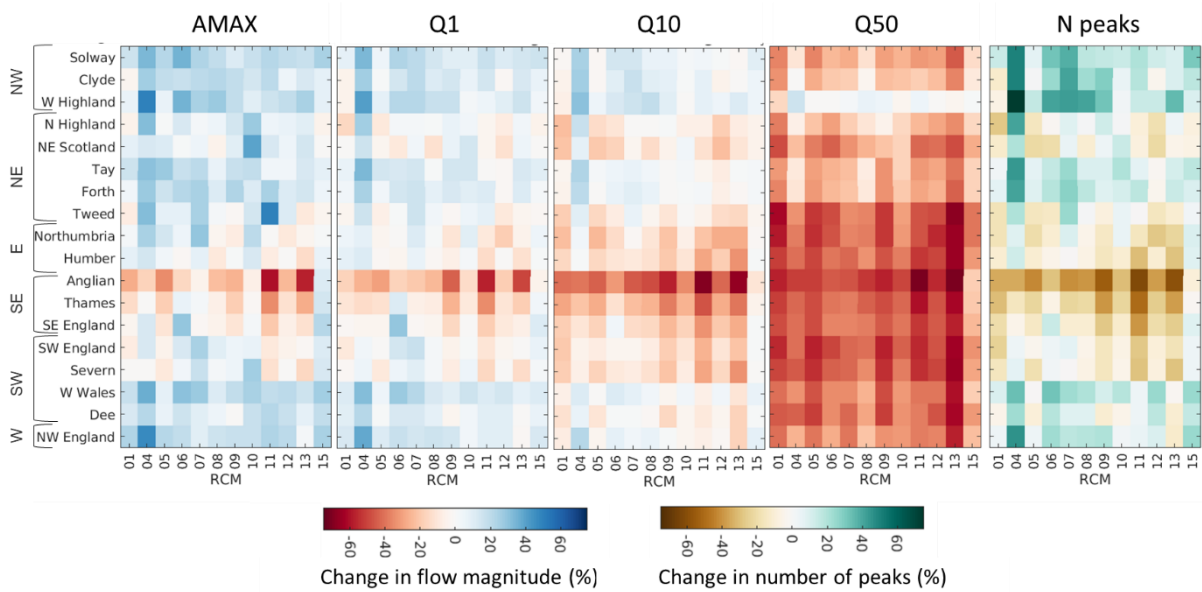 AMAX Q1 Q10 Q50 N peaks
NW
Solway
Clyde
W Highland
NE
N Highland
NE Scotland
Tay
Forth
Tweed
E
Northumbria
Humber
SE
Anglian
Thames
SE England
SW
SW England
Severn
W Wales
Dee
W
NW England
01 04 05 06 07 08 09 10 11 12 13 15
01 04 05 06 07 08 09 10 11 12 13 15
01 04 05 06 07 08 09 10 11 12 13 15
01 04 05 06 07 08 09 10 11 12 13 15
01 04 05 06 07 08 09 10 11 12 13 15
RCM RCM RCM RCM RCM
-60 -40 -20 0 20 40 60
-60 -40 -20 0 20 40 60
Change in flow magnitude (%)
Change in number of peaks (%)